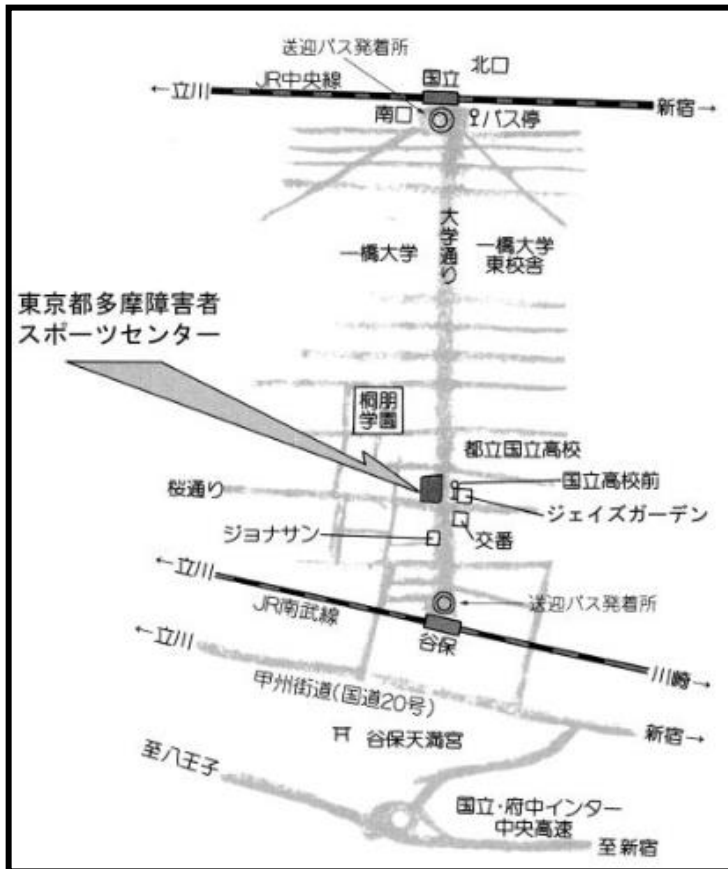 送迎バス発着所
北口
国立
JR中央線
←立川
新宿→
南口
バス停
大学通り
一橋大学
一橋大学
東校舎
東京都多摩障害者
スポーツセンター
桐朋
学園
都立国立高校
国立高校前
桜通り
ジェイズガーデン
ジョナサン
交番
←立川
JR南武線
送迎バス発着所
谷保
←立川
川崎→
甲州街道(国道20号)
新宿→
谷保天満宮
至八王子
国立・府中インター
中央高速
至新宿